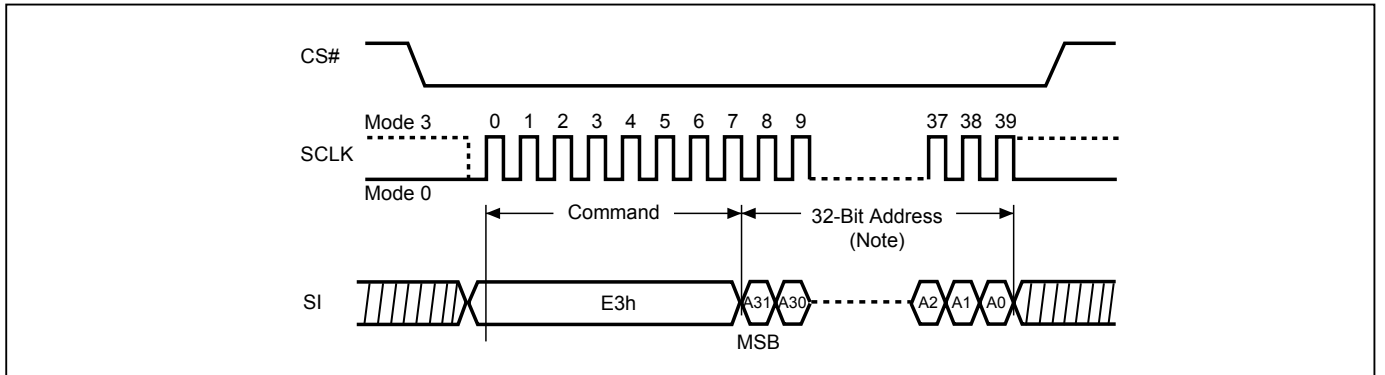 CS#
Mode 3
0 1 2 3 4 5 6 7 8 9 37 38 39
SCLK
Mode 0
Command
32-Bit Address
(Note)
SI
E3h
A31 A30 A2 A1 A0
MSB